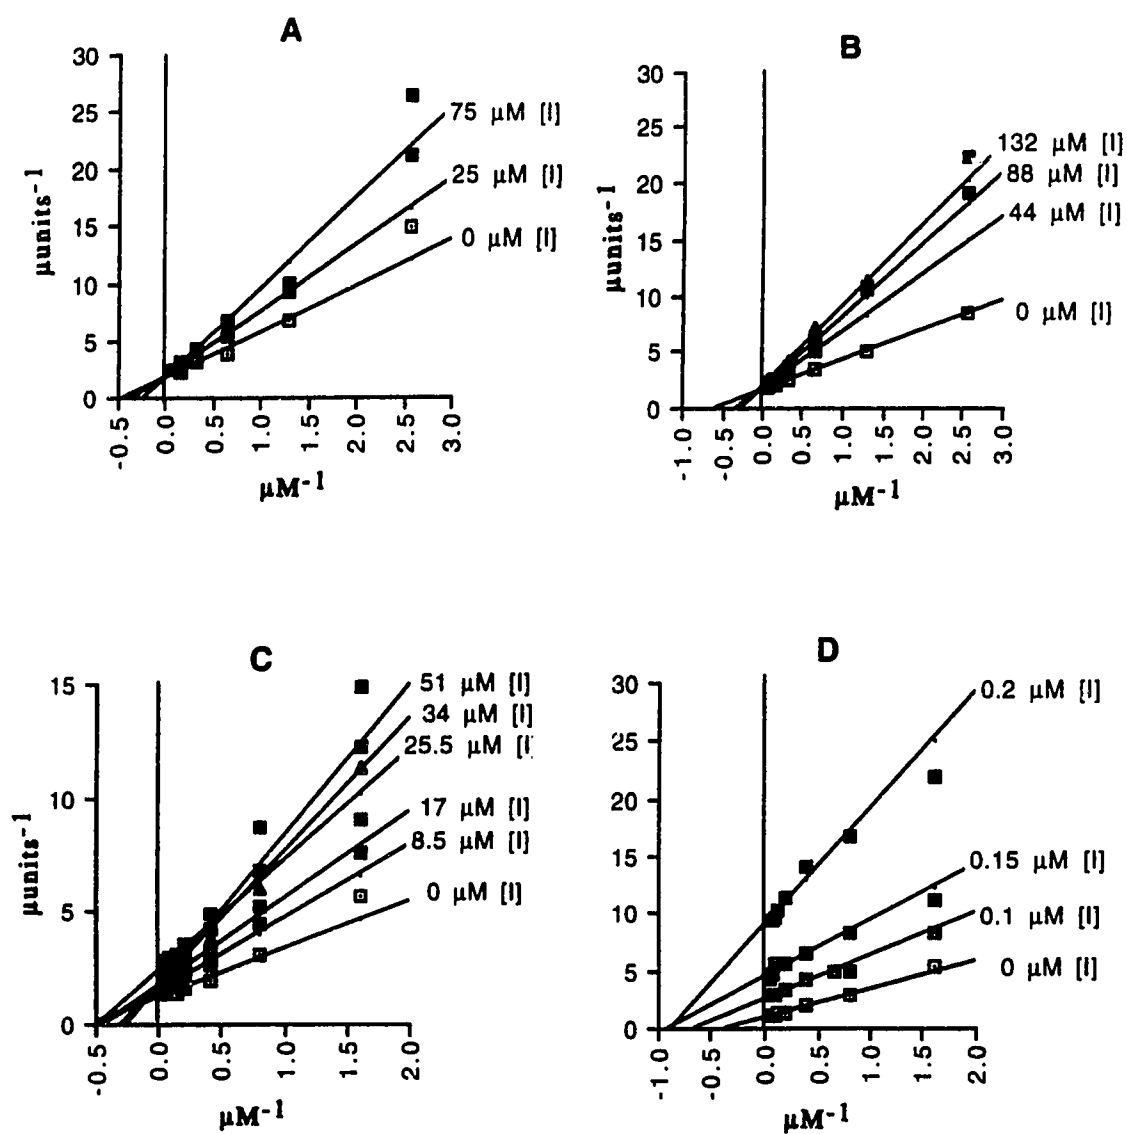 A
30
25
20
15
10
5
0
µunits-1
75 µM [I]
25 µM [I]
0 µM [I]
-0.5
0.0
0.5
1.0
1.5
2.0
2.5
3.0
µM-1
B
30
25
20
15
10
5
0
µunits-1
132 µM [I]
88 µM [I]
44 µM [I]
0 µM [I]
-1.0
-0.5
0.0
0.5
1.0
1.5
2.0
2.5
3.0
µM-1
C
15
10
5
0
µunits-1
51 µM [I]
34 µM [I]
25.5 µM [I
17 µM [I]
8.5 µM [I]
0 µM [I]
-0.5
0.0
0.5
1.0
1.5
2.0
µM-1
D
30
25
20
15
10
5
0
0.2 µM [I]
0.15 µM [I]
0.1 µM [I]
0 µM [I]
-1.0
-0.5
0.0
0.5
1.0
1.5
2.0
µM-1